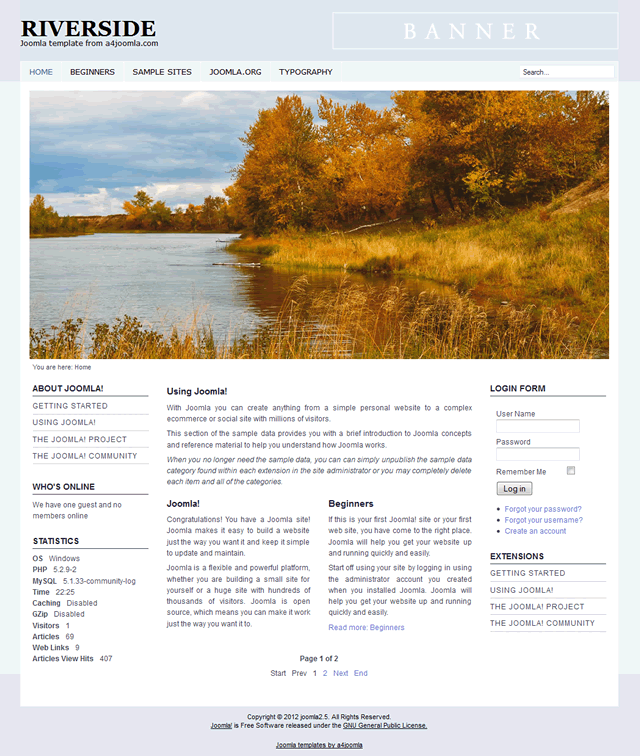 RIVERSIDE
Joomla template from a4joomla.com
BANNER
HOME BEGINNERS SAMPLE SITES JOOMLA.ORG TYPOGRAPHY
Search...
You are here: Home
ABOUT JOOMLA!
GETTING STARTED
USING JOOMLA!
THE JOOMLA! PROJECT
THE JOOMLA! COMMUNITY
WHO'S ONLINE
We have one guest and no
members online
STATISTICS
OS Windows
PHP 5.2.9-2
MySQL 5.1.33-community-log
Time 22:25
Caching Disabled
GZip Disabled
Visitors 1
Articles 69
Web Links 9
Articles View Hits 407
Using Joomla!
With Joomla you can create anything from a simple personal website to a complex
ecommerce or social site with millions of visitors.
This section of the sample data provides you with a brief introduction to Joomla concepts
and reference material to help you understand how Joomla works.
When you no longer need the sample data, you can can simply unpublish the sample data
category found within each extension in the site administrator or you may completely delete
each item and all of the categories.
Joomla!
Congratulations! You have a Joomla site!
Joomla makes it easy to build a website
just the way you want it and keep it simple
to update and maintain.
Joomla is a flexible and powerful platform,
whether you are building a small site for
yourself or a huge site with hundreds of
thousands of visitors. Joomla is open
source, which means you can make it work
just the way you want it to.
Beginners
If this is your first Joomla! site or your first
web site, you have come to the right place.
Joomla will help you get your website up
and running quickly and easily.
Start off using your site by logging in using
the administrator account you created
when you installed Joomla. Joomla will
help you get your website up and running
quickly and easily.
Read more: Beginners
Page 1 of 2
Start Prev 1 2 Next End
LOGIN FORM
User Name
Password
Remember Me
Log in
Forgot your password?
Forgot your username?
Create an account
EXTENSIONS
GETTING STARTED
USING JOOMLA!
THE JOOMLA! PROJECT
THE JOOMLA! COMMUNITY
Copyright © 2012 joomla2.5. All Rights Reserved.
Joomla! is Free Software released under the GNU General Public License.
Joomla templates by a4joomla